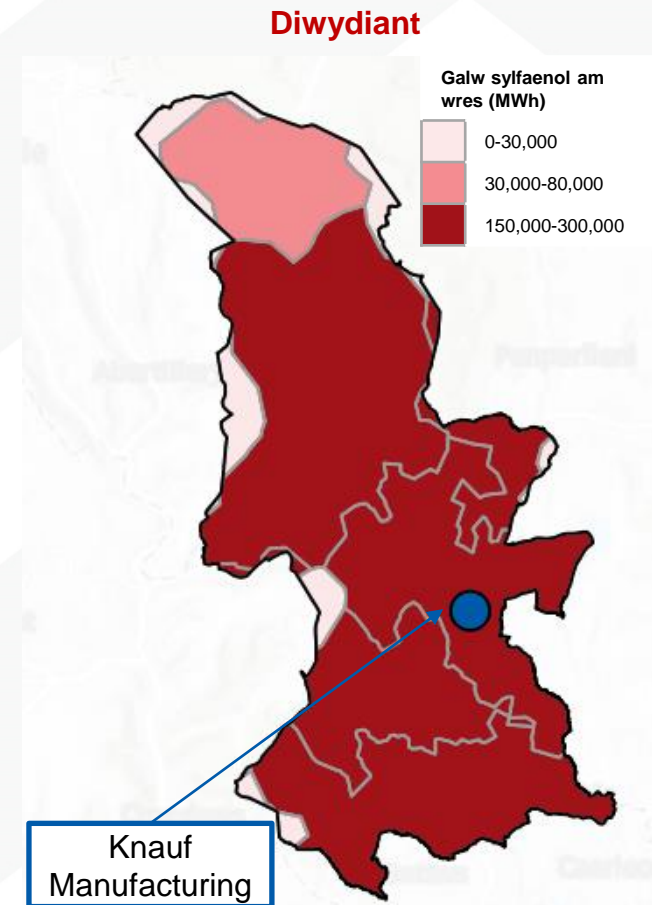 Diwydiant
Galw sylfaenol am
wres (MWh)
0-30,000
30,000-80,000
150,000-300,000
Knauf
Manufacturing